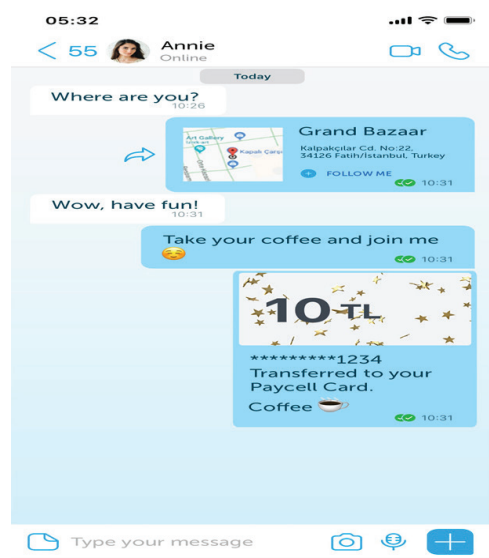 05:32
55
Annie
Online
Today
Where are you?
10:26
Art Gallery
Kapalı Çarşı
Grand Bazaar
Kalpakçılar Cd. No:22,
34126 Fatih/İstanbul, Turkey
FOLLOW ME
10:31
Wow, have fun!
10:31
Take your coffee and join me
10:31
10 TL
*********1234
Transferred to your
Paycell Card.
Coffee
10:31
Type your message